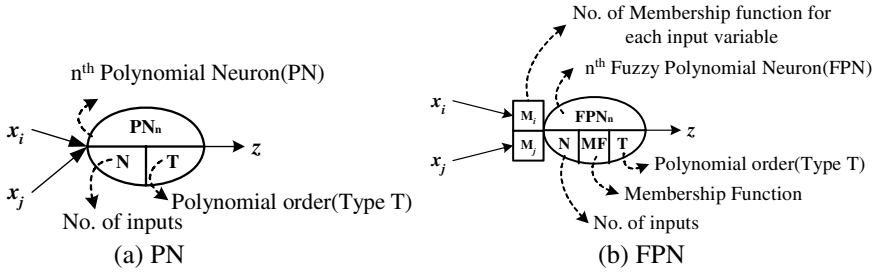 nth Polynomial Neuron(PN)
xi
PNn
z
N
T
xj
Polynomial order(Type T)
No. of inputs
(a) PN
No. of Membership function for
each input variable
nth Fuzzy Polynomial Neuron(FPN)
xi
Mi
FPNn
z
Mj
N
MF
T
xj
Polynomial order(Type T)
Membership Function
No. of inputs
(b) FPN